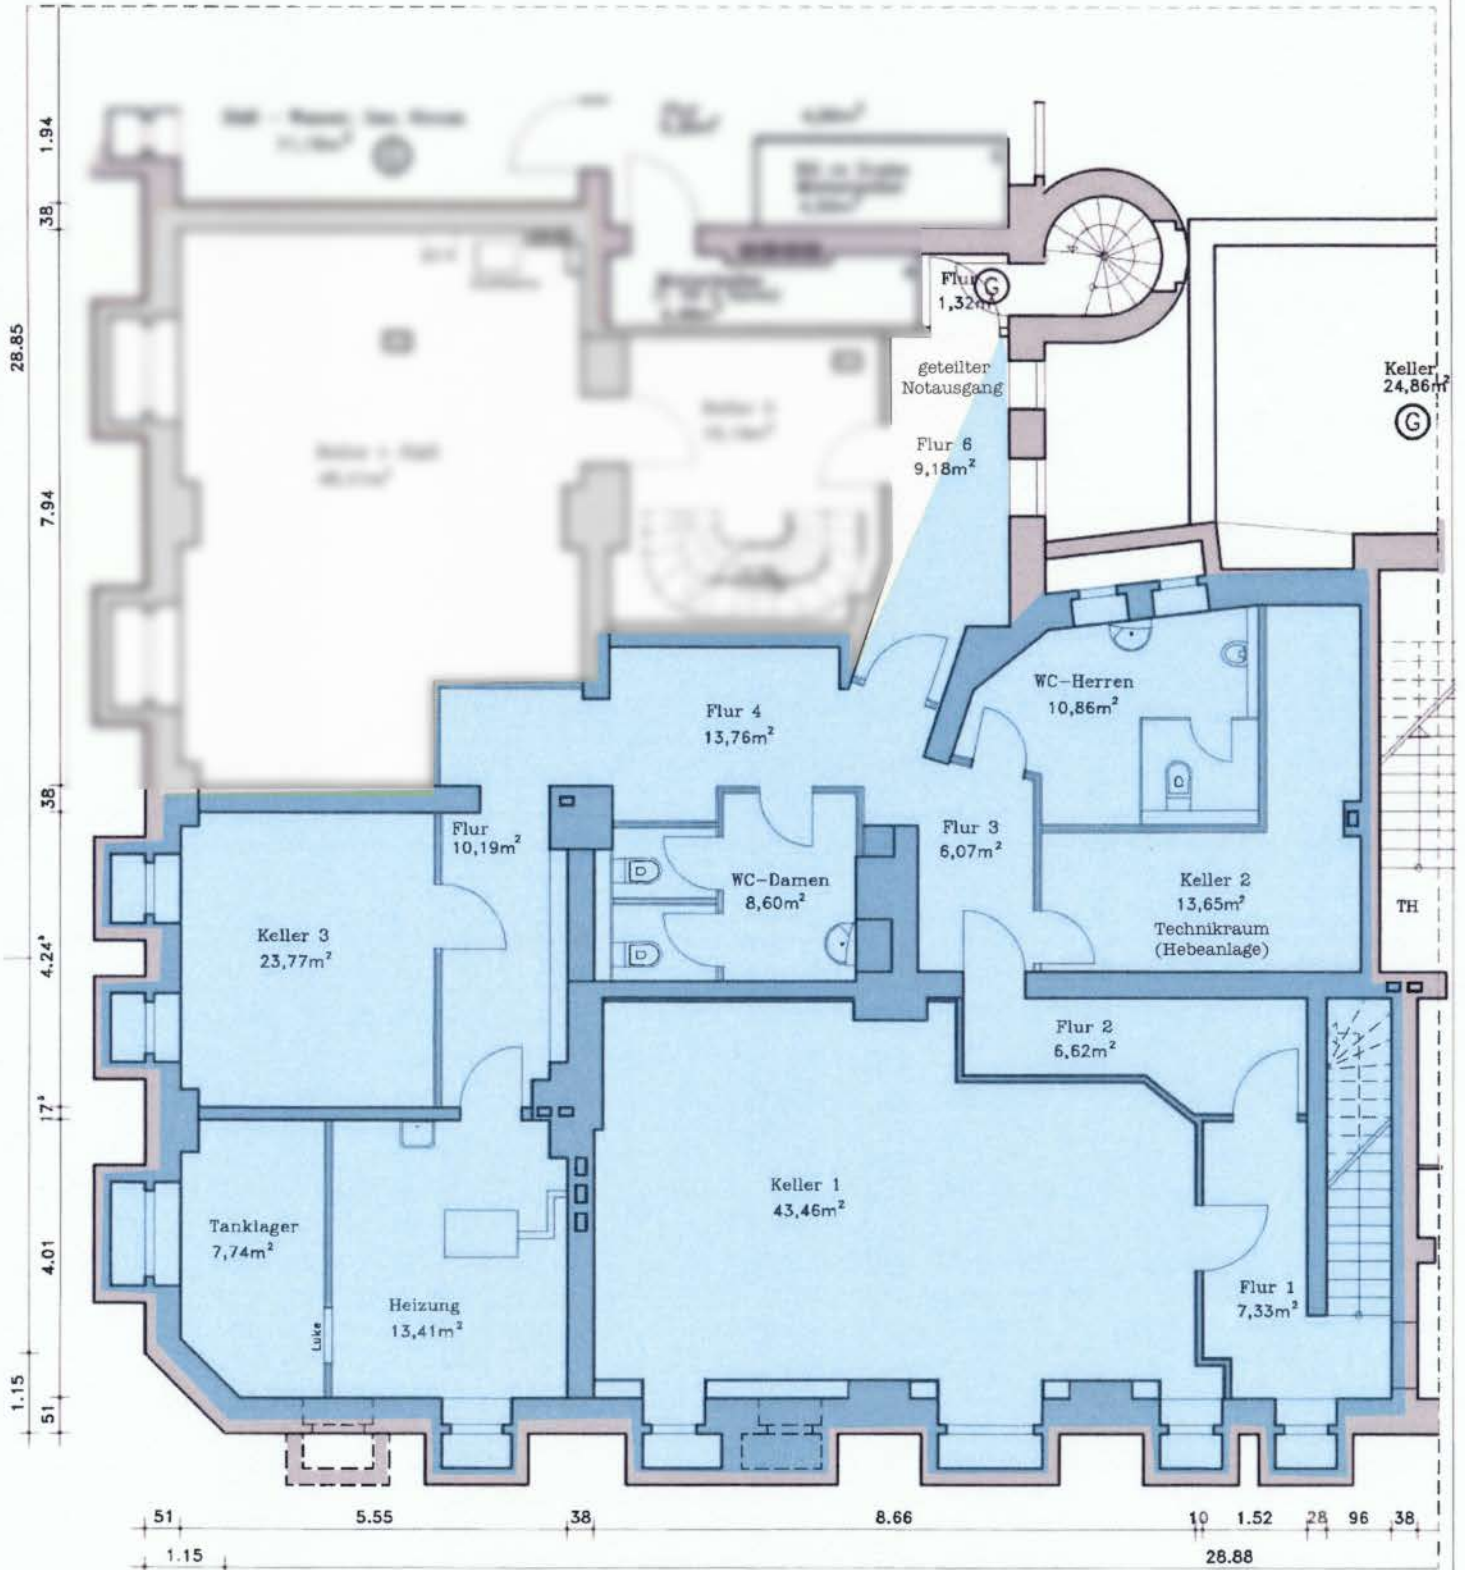 Flur
1,32m²
G
geteilter
Notausgang
Keller
24,86m²
G
Flur 6
9,18m²
WC-Herren
10,86m²
Flur 4
13,76m²
Flur
10,19m²
Flur 3
6,07m²
WC-Damen
8,60m²
Keller 2
13,65m²
Technikraum
(Hebeanlage)
TH
Keller 3
23,77m²
Flur 2
6,62m²
Keller 1
43,46m²
Tanklager
7,74m²
Luke
Heizung
13,41m²
Flur 1
7,33m²
1.94
38
28.85
7.94
38
4.24³
17³
4.01
1.15
51
51
5.55
38
8.66
10
1.52
28
96
38
1.15
28.88